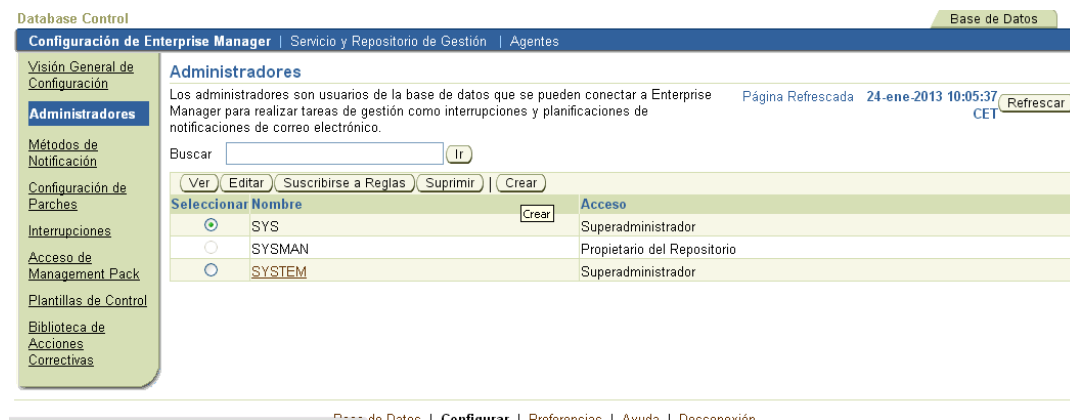 Database Control
Base de Datos
Configuración de Enterprise Manager | Servicio y Repositorio de Gestión | Agentes
Visión General de
Configuración
Administradores
Métodos de
Notificación
Configuración de
Parches
Interrupciones
Acceso de
Management Pack
Plantillas de Control
Biblioteca de
Acciones
Correctivas
Administradores
Los administradores son usuarios de la base de datos que se pueden conectar a Enterprise
Manager para realizar tareas de gestión como interrupciones y planificaciones de
notificaciones de correo electrónico.
Página Refrescada 24-ene-2013 10:05:37
CET
Refrescar
Buscar Ir
Ver Editar Suscribirse a Reglas Suprimir | Crear
Seleccionar Nombre Acceso
Crear
SYS Superadministrador
SYSMAN Propietario del Repositorio
SYSTEM Superadministrador
Base de Datos | Configurar | Preferencias | Ayuda | Desconexión